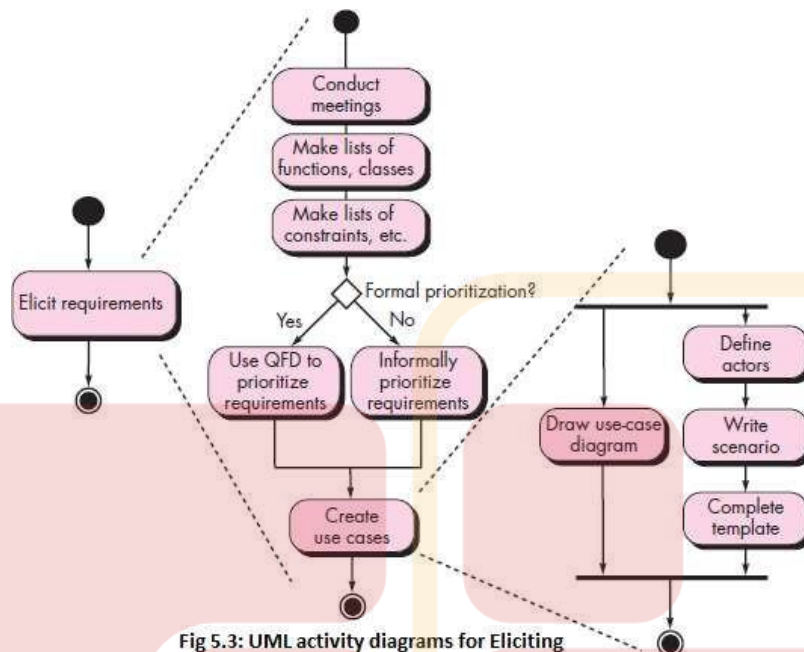 Conduct
meetings
Make lists of
functions, classes
Make lists of
constraints, etc.
Elicit requirements
Formal prioritization?
Yes
No
Use QFD to
prioritize
requirements
Informally
prioritize
requirements
Create
use cases
Draw use-case
diagram
Define
actors
Write
scenario
Complete
template
Fig 5.3: UML activity diagrams for Eliciting